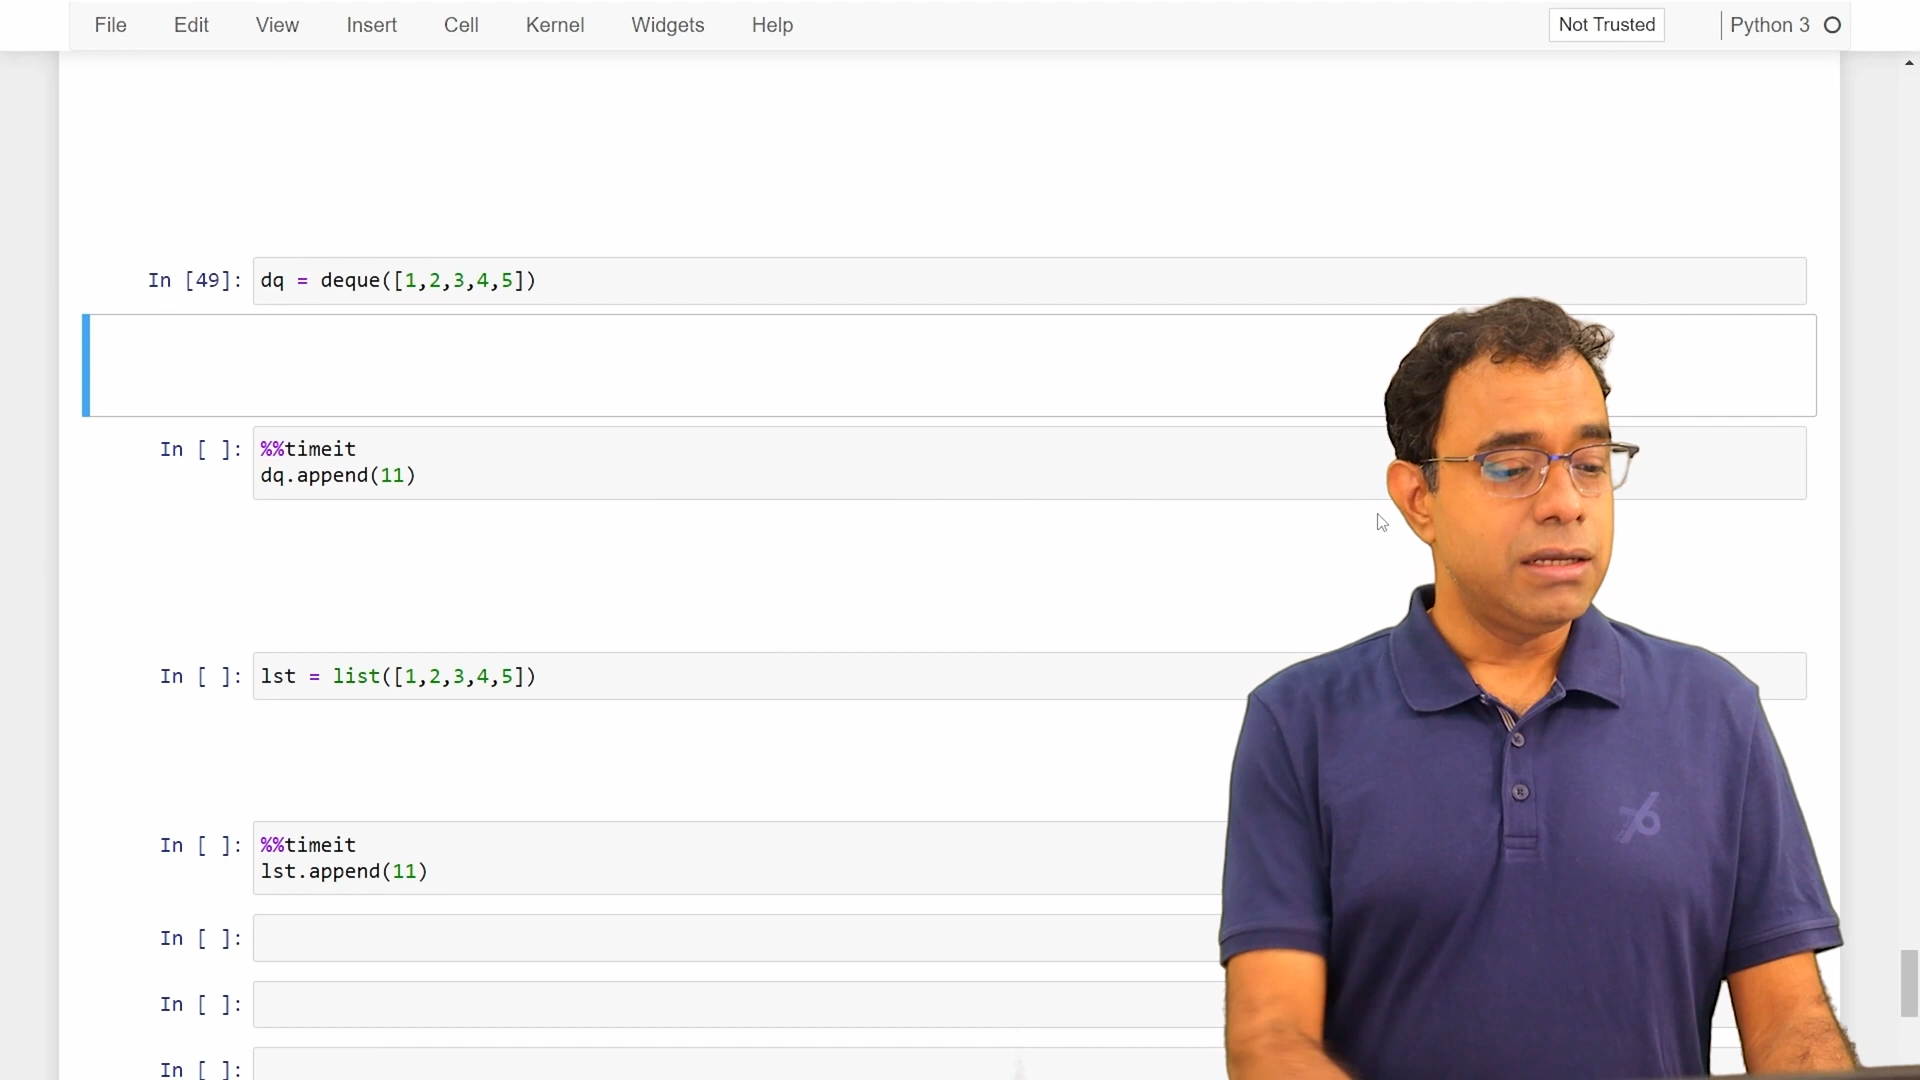 File Edit View Insert Cell Kernel Widgets Help Not Trusted Python 3
In [49]: dq = deque([1,2,3,4,5])
In [ ]: %%timeit
dq.append(11)
In [ ]: lst = list([1,2,3,4,5])
In [ ]: %%timeit
lst.append(11)
In [ ]:
In [ ]:
In [ ]: